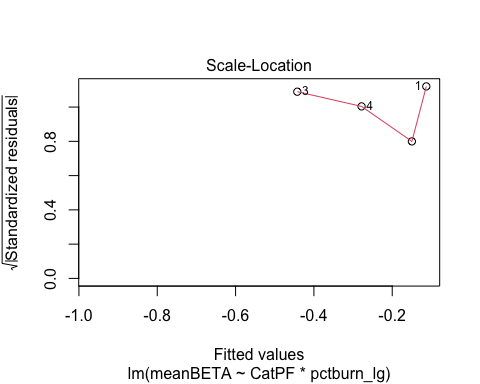 Scale-Location
√|Standardized residuals|
0.0 0.4 0.8
3
4
1
-1.0 -0.8 -0.6 -0.4 -0.2
Fitted values
lm(meanBETA ~ CatPF * pctburn_lg)